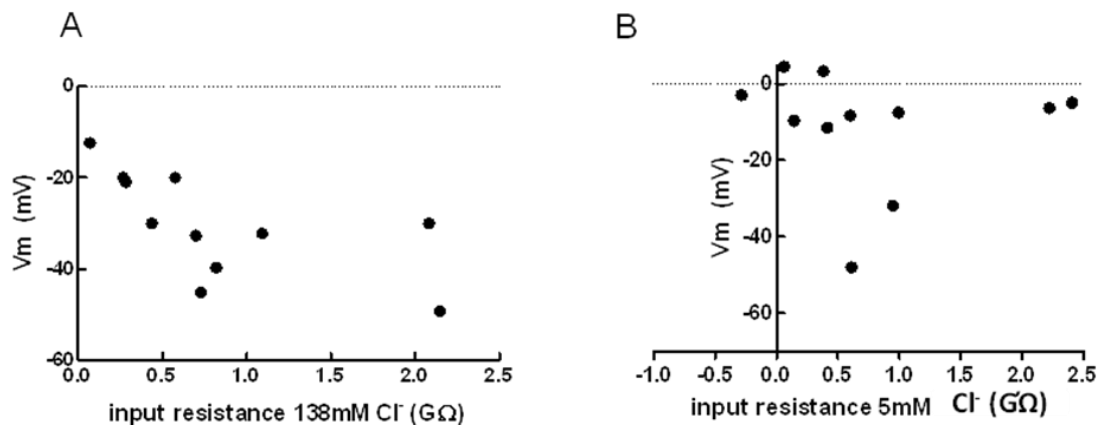 A
B
0
-20
-40
-60
Vm (mV)
0.0 0.5 1.0 1.5 2.0 2.5
input resistance 138mM Cl⁻ (GΩ)
0
-20
-40
-60
Vm (mV)
-1.0 -0.5 0.0 0.5 1.0 1.5 2.0 2.5
input resistance 5mM Cl⁻ (GΩ)